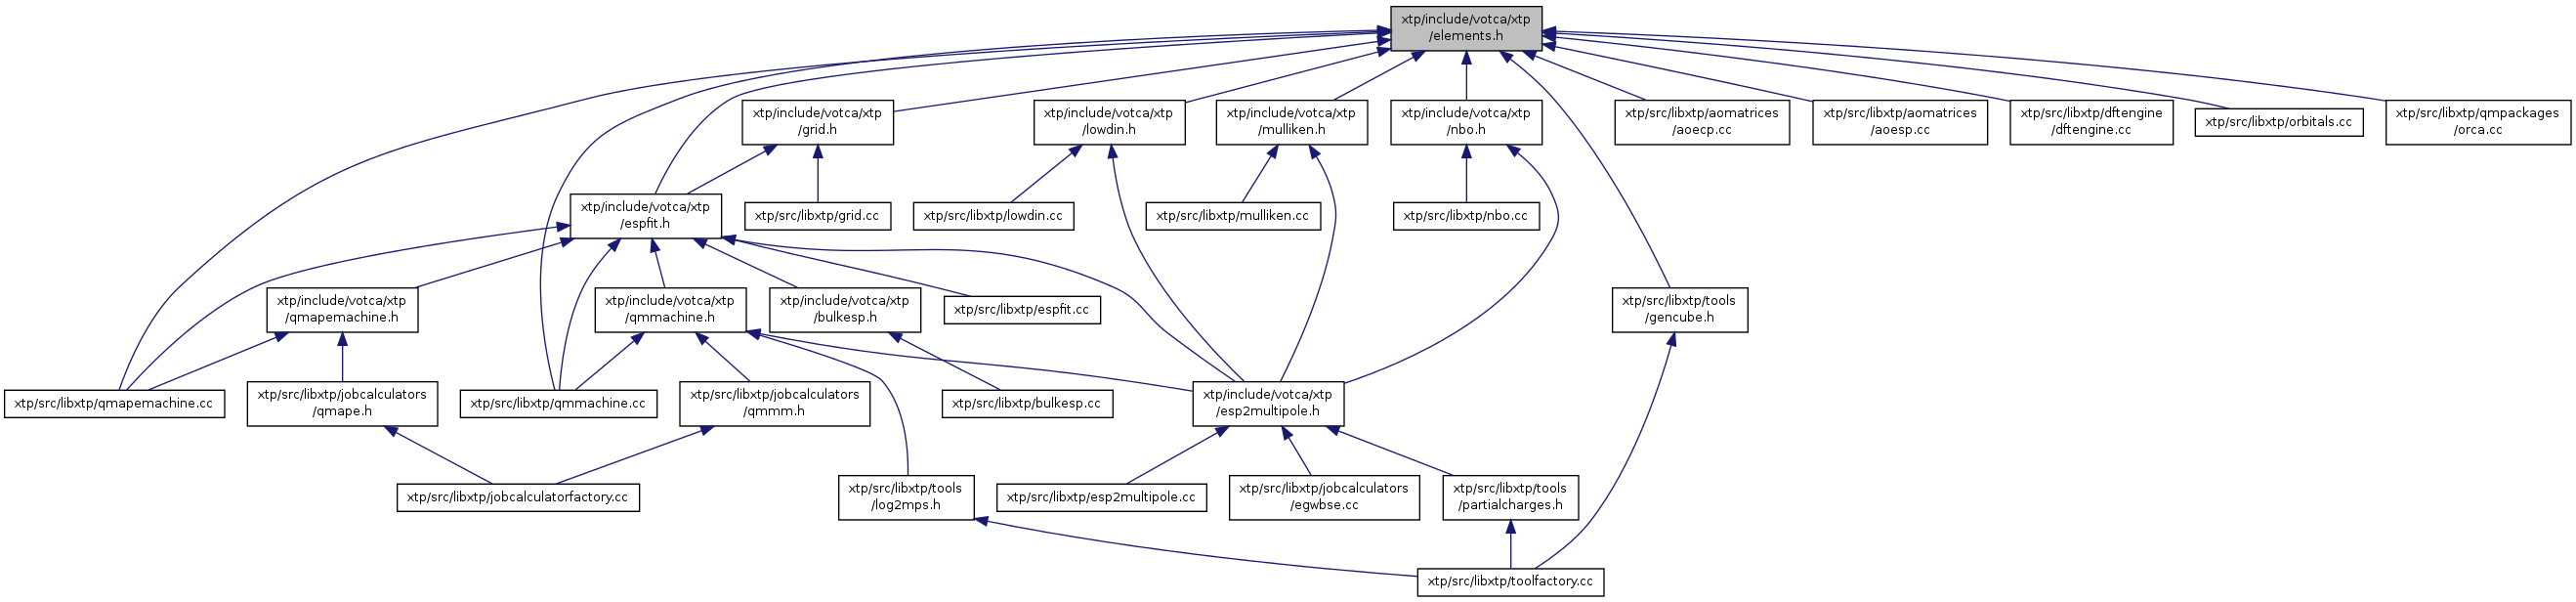 xtp/include/votca/xtp
/elements.h
xtp/include/votca/xtp
/grid.h
xtp/include/votca/xtp
/lowdin.h
xtp/include/votca/xtp
/mulliken.h
xtp/include/votca/xtp
/nbo.h
xtp/src/libxtp/aomatrices
/aoecp.cc
xtp/src/libxtp/aomatrices
/aoesp.cc
xtp/src/libxtp/dftengine
/dftengine.cc
xtp/src/libxtp/orbitals.cc
xtp/src/libxtp/qmpackages
/orca.cc
xtp/include/votca/xtp
/espfit.h
xtp/src/libxtp/grid.cc
xtp/src/libxtp/lowdin.cc
xtp/src/libxtp/mulliken.cc
xtp/src/libxtp/nbo.cc
xtp/include/votca/xtp
/qmapemachine.h
xtp/include/votca/xtp
/qmmachine.h
xtp/include/votca/xtp
/bulkesp.h
xtp/src/libxtp/espfit.cc
xtp/src/libxtp/tools
/gencube.h
xtp/src/libxtp/qmapemachine.cc
xtp/src/libxtp/jobcalculators
/qmape.h
xtp/src/libxtp/qmmachine.cc
xtp/src/libxtp/jobcalculators
/qmmm.h
xtp/src/libxtp/bulkesp.cc
xtp/include/votca/xtp
/esp2multipole.h
xtp/src/libxtp/jobcalculatorfactory.cc
xtp/src/libxtp/tools
/log2mps.h
xtp/src/libxtp/esp2multipole.cc
xtp/src/libxtp/jobcalculators
/egwbse.cc
xtp/src/libxtp/tools
/partialcharges.h
xtp/src/libxtp/toolfactory.cc